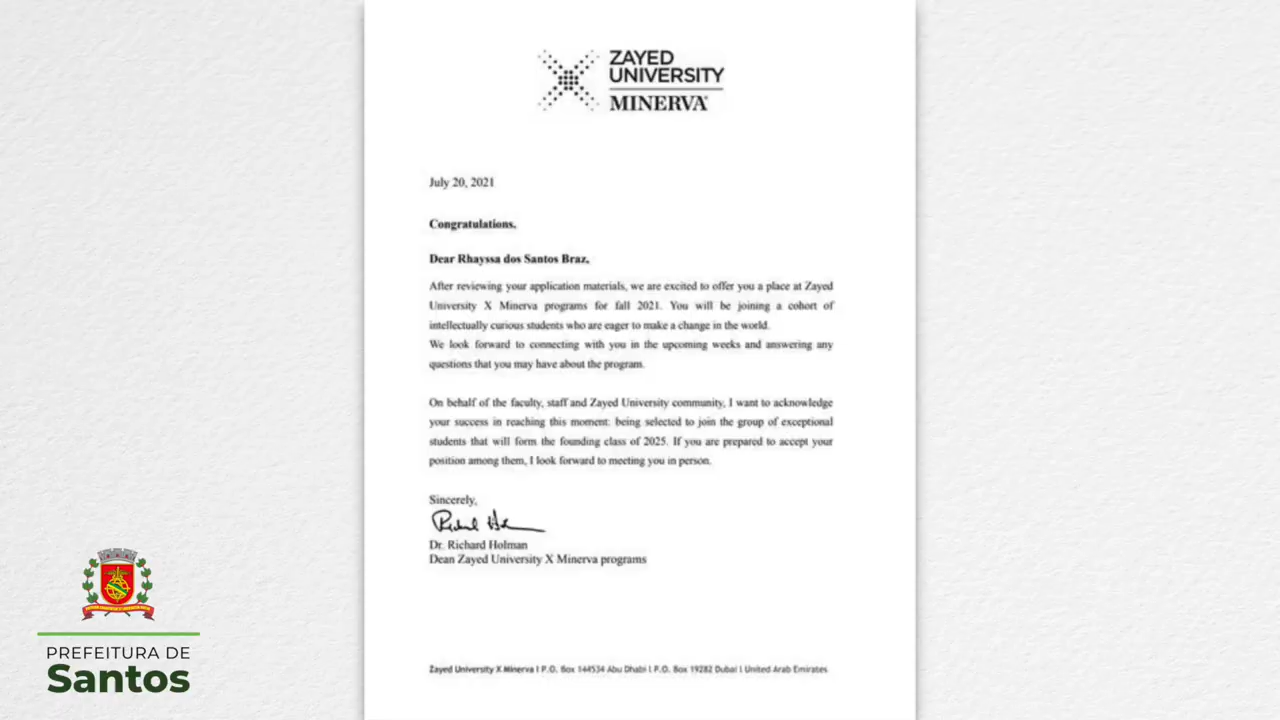 ZAYED
UNIVERSITY
MINERVA
July 20, 2021
Congratulations.
Dear Rhayssa dos Santos Braz,
After reviewing your application materials, we are excited to offer you a place at Zayed
University X Minerva programs for fall 2021. You will be joining a cohort of
intellectually curious students who are eager to make a change in the world.
We look forward to connecting with you in the upcoming weeks and answering any
questions that you may have about the program.
On behalf of the faculty, staff and Zayed University community, I want to acknowledge
your success in reaching this moment: being selected to join the group of exceptional
students that will form the founding class of 2025. If you are prepared to accept your
position among them, I look forward to meeting you in person.
Sincerely,
Dr. Richard Holman
Dean Zayed University X Minerva programs
Zayed University X Minerva | P.O. Box 144534 Abu Dhabi | P.O. Box 19282 Dubai | United Arab Emirates
PREFEITURA DE
Santos